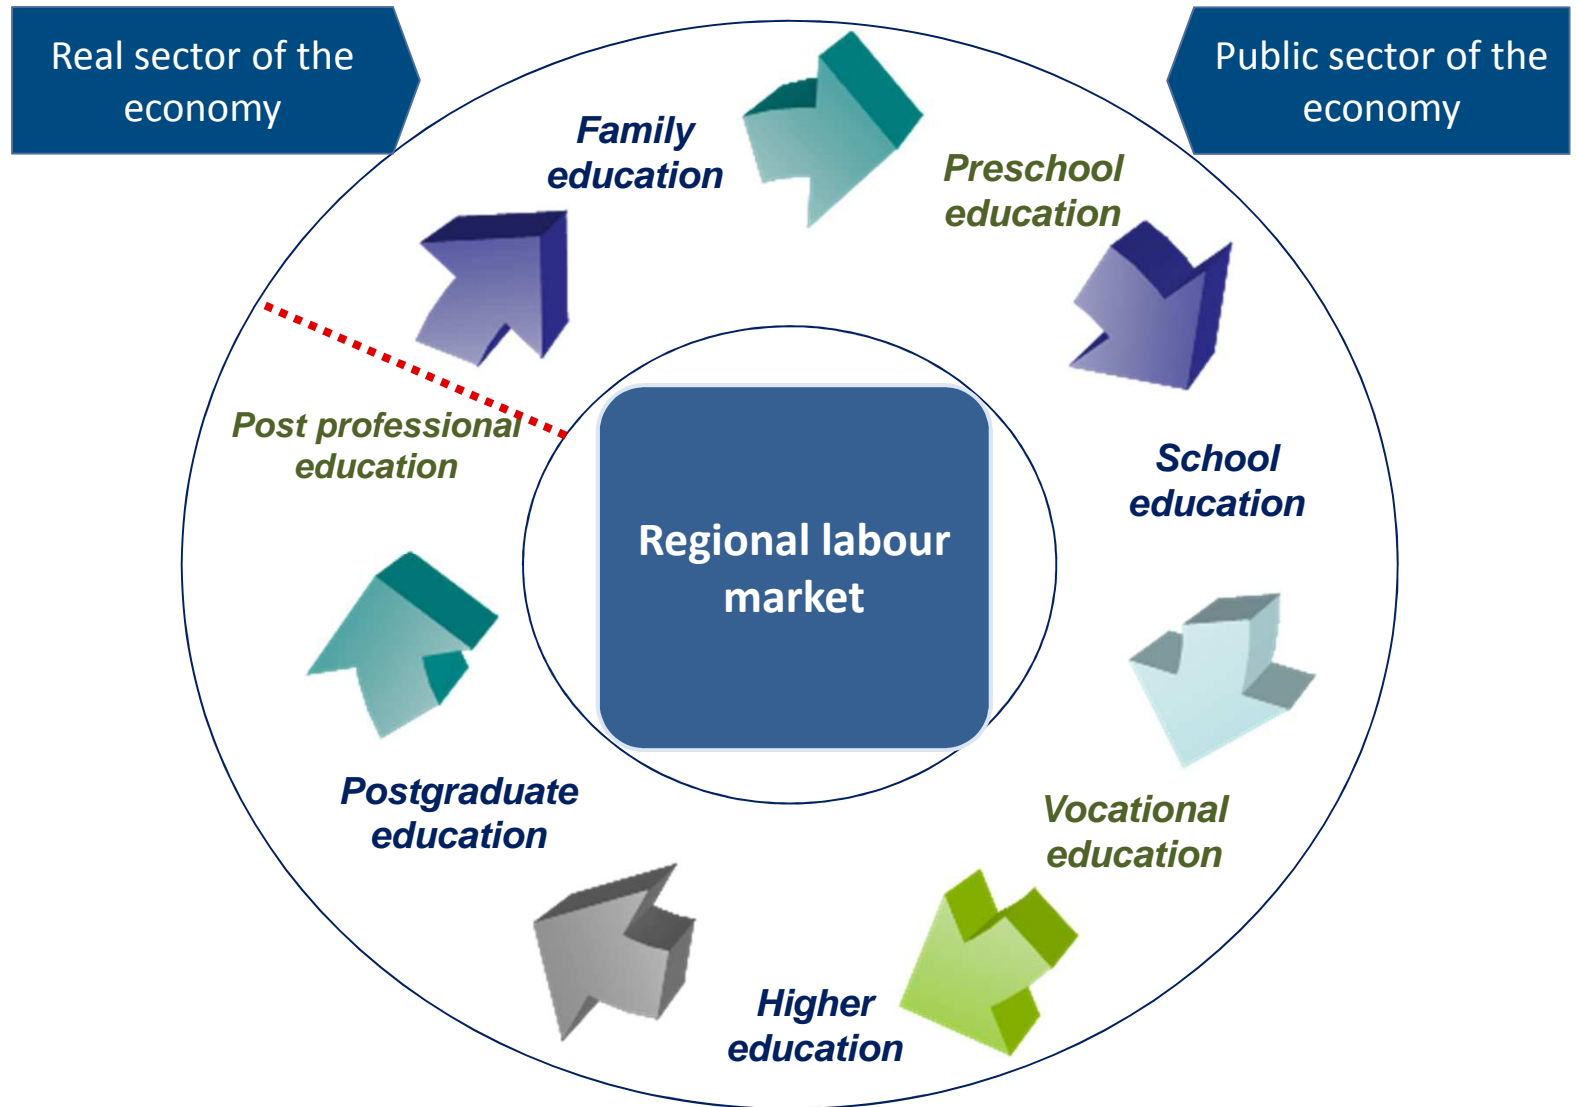 Real sector of the
economy
Public sector of the
economy
Family
education
Preschool
education
School
education
Vocational
education
Higher
education
Postgraduate
education
Post professional
education
Regional labour
market